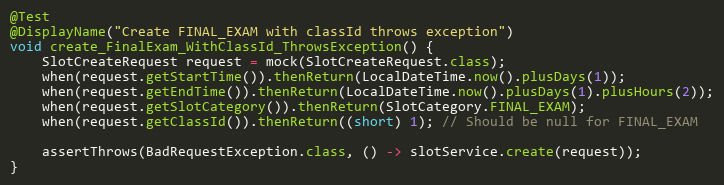 @Test
@DisplayName("Create FINAL_EXAM with classId throws exception")
void create_FinalExam_WithClassId_ThrowsException() {
    SlotCreateRequest request = mock(SlotCreateRequest.class);
    when(request.getStartTime()).thenReturn(LocalDateTime.now().plusDays(1));
    when(request.getEndTime()).thenReturn(LocalDateTime.now().plusDays(1).plusHours(2));
    when(request.getSlotCategory()).thenReturn(SlotCategory.FINAL_EXAM);
    when(request.getClassId()).thenReturn((short) 1); // Should be null for FINAL_EXAM

    assertThrows(BadRequestException.class, () -> slotService.create(request));
}